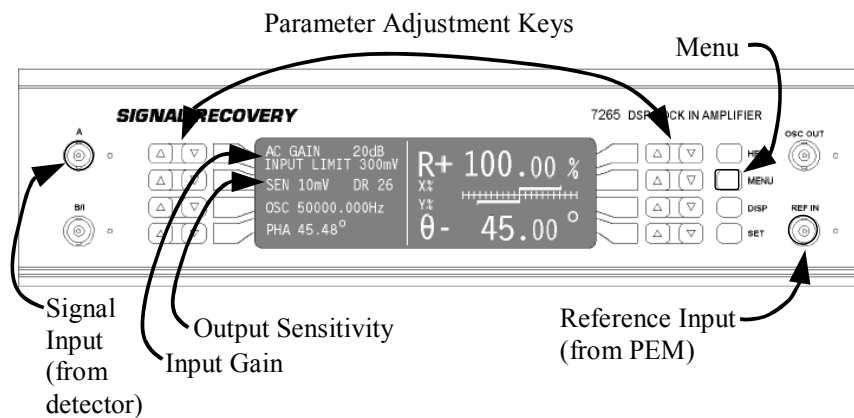 Parameter Adjustment Keys
Menu
SIGNAL RECOVERY
7265 DSP LOCK IN AMPLIFIER
A
OSC OUT
AC GAIN 20dB
INPUT LIMIT 300mV
SEN 10mV DR 26
OSC 50000.000Hz
PHA 45.48°
R+ 100.00 %
X%
Y%
θ- 45.00 °
MENU
DISP
SET
B/I
REF IN
Signal
Input
(from
detector)
Output Sensitivity
Input Gain
Reference Input
(from PEM)